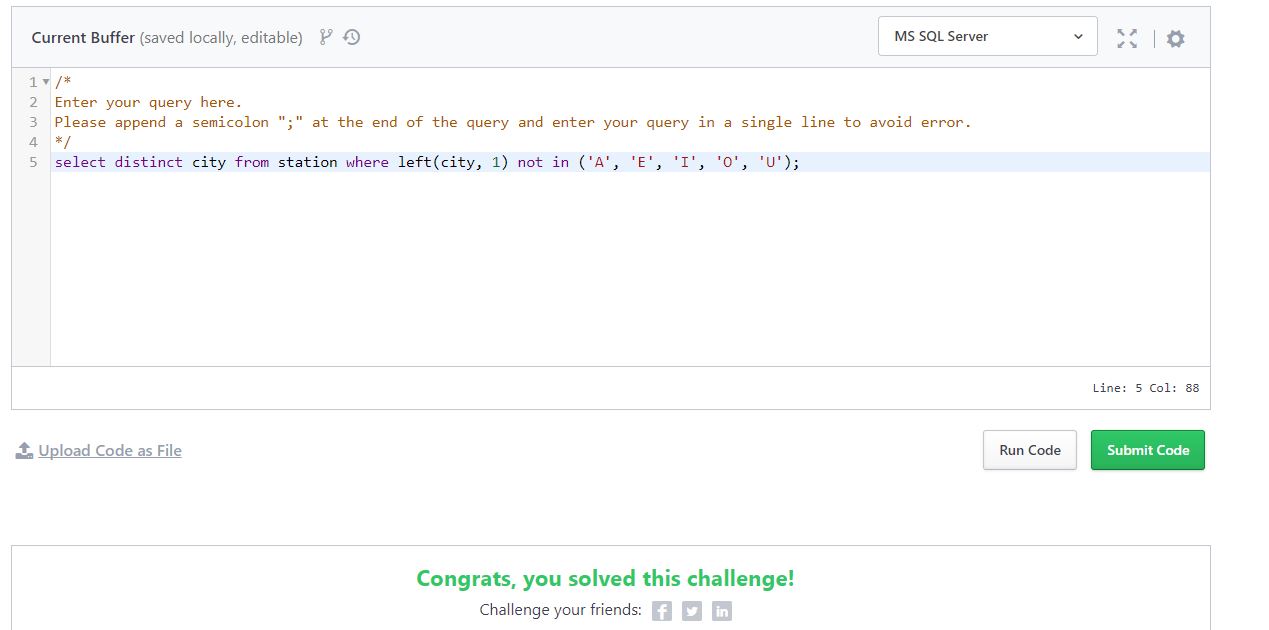 Current Buffer (saved locally, editable)
MS SQL Server
1 /*
2 Enter your query here.
3 Please append a semicolon ";" at the end of the query and enter your query in a single line to avoid error.
4 */
5 select distinct city from station where left(city, 1) not in ('A', 'E', 'I', 'O', 'U');
Line: 5 Col: 88
Upload Code as File
Run Code
Submit Code
Congrats, you solved this challenge!
Challenge your friends: